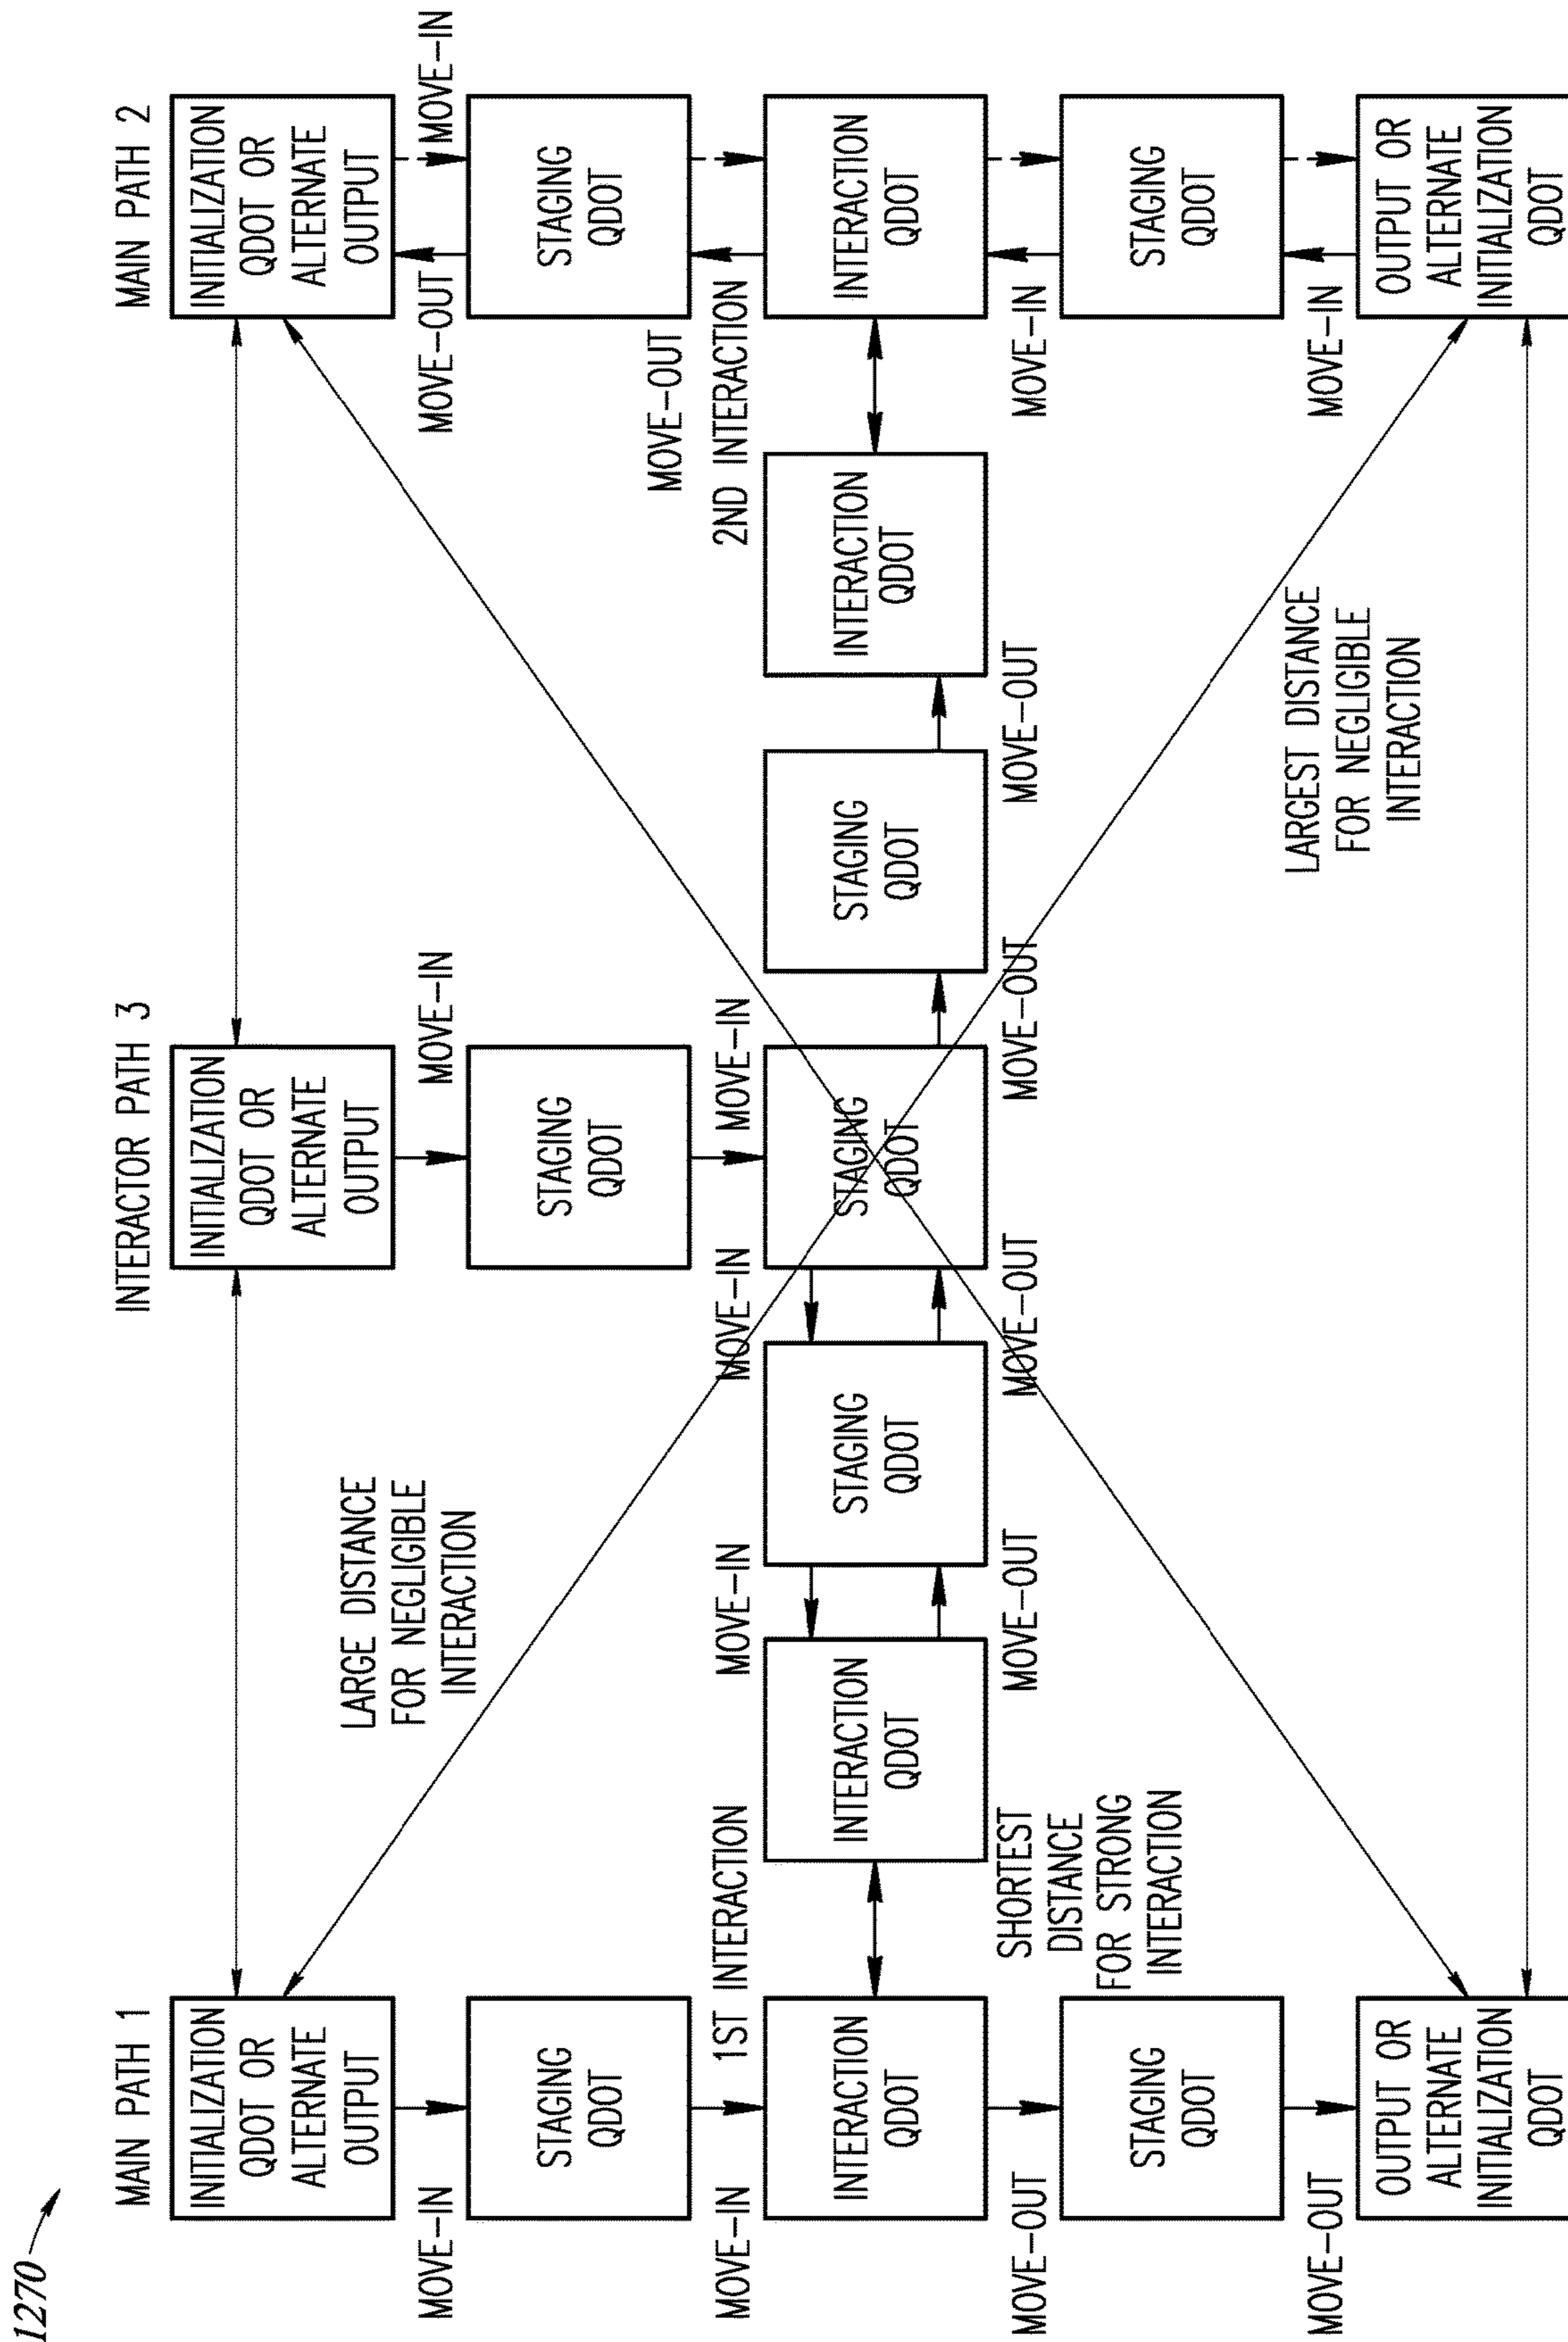 1270
MAIN PATH 1
INTERACTOR PATH 3
MAIN PATH 2
INITIALIZATION
QDOT OR
ALTERNATE
OUTPUT
INITIALIZATION
QDOT OR
ALTERNATE
OUTPUT
INITIALIZATION
QDOT OR
ALTERNATE
OUTPUT
MOVE-IN
MOVE-IN
MOVE-OUT
MOVE-IN
LARGE DISTANCE
FOR NEGLIGIBLE
INTERACTION
STAGING
QDOT
STAGING
QDOT
STAGING
QDOT
MOVE-OUT
MOVE-IN
1ST INTERACTION
MOVE-IN
MOVE-IN
MOVE-IN
2ND INTERACTION
INTERACTION
QDOT
INTERACTION
QDOT
STAGING
QDOT
STAGING
QDOT
STAGING
QDOT
INTERACTION
QDOT
INTERACTION
QDOT
MOVE-OUT
SHORTEST
DISTANCE
FOR STRONG
INTERACTION
MOVE-OUT
MOVE-OUT
MOVE-OUT
MOVE-OUT
MOVE-IN
STAGING
QDOT
STAGING
QDOT
MOVE-OUT
LARGEST DISTANCE
FOR NEGLIGIBLE
INTERACTION
MOVE-IN
OUTPUT OR
ALTERNATE
INITIALIZATION
QDOT
OUTPUT OR
ALTERNATE
INITIALIZATION
QDOT